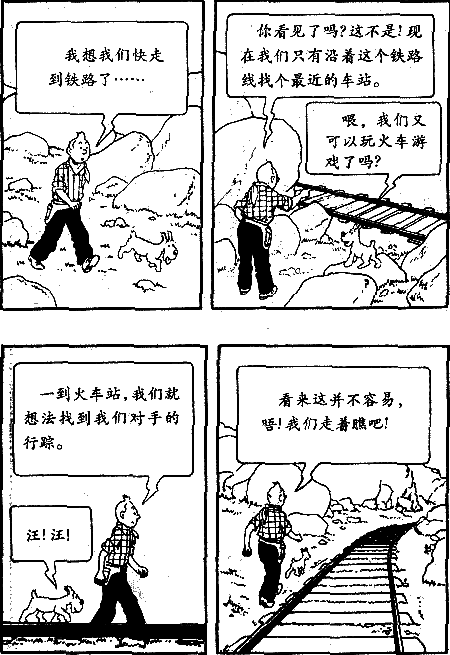 我想我们快走
到铁路了……
你看见了吗?这不是!现
在我们只有沿着这个铁路
线找个最近的车站。
喂,我们又
可以玩火车游
戏了吗?
一到火车站,我们就
想法找到我们对手的
行踪。
汪!汪!
看来这并不容易,
唔!我们走着瞧吧!